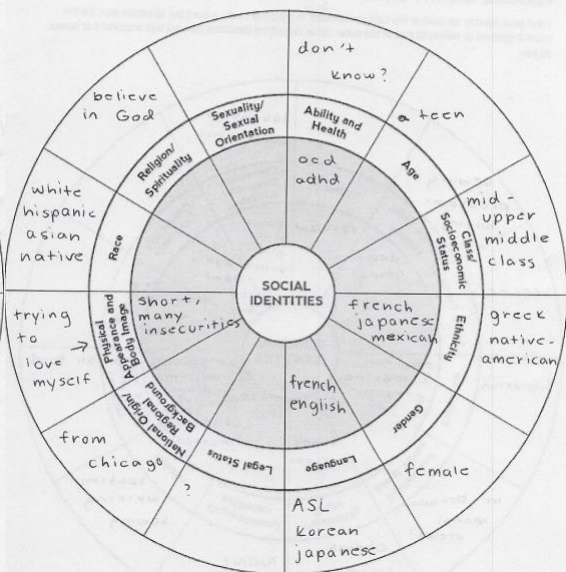 don't
know?
believe
in God
a teen
Sexuality/
Sexual
Orientation
Ability and
Health
Religion/
Spirituality
Age
ocd
adhd
white
hispanic
asian
native
Race
Class/
Socioeconomic
Status
mid-
upper
middle
class
SOCIAL
IDENTITIES
trying
to
love
myself
→
Physical
Appearance and
Body Image
short,
many
insecurities
french
japanese
mexican
Ethnicity
greek
native-
american
National Origin/
Regional
Background
french
english
Gender
from
chicago
Legal Status
Language
female
?
ASL
Korean
japanese